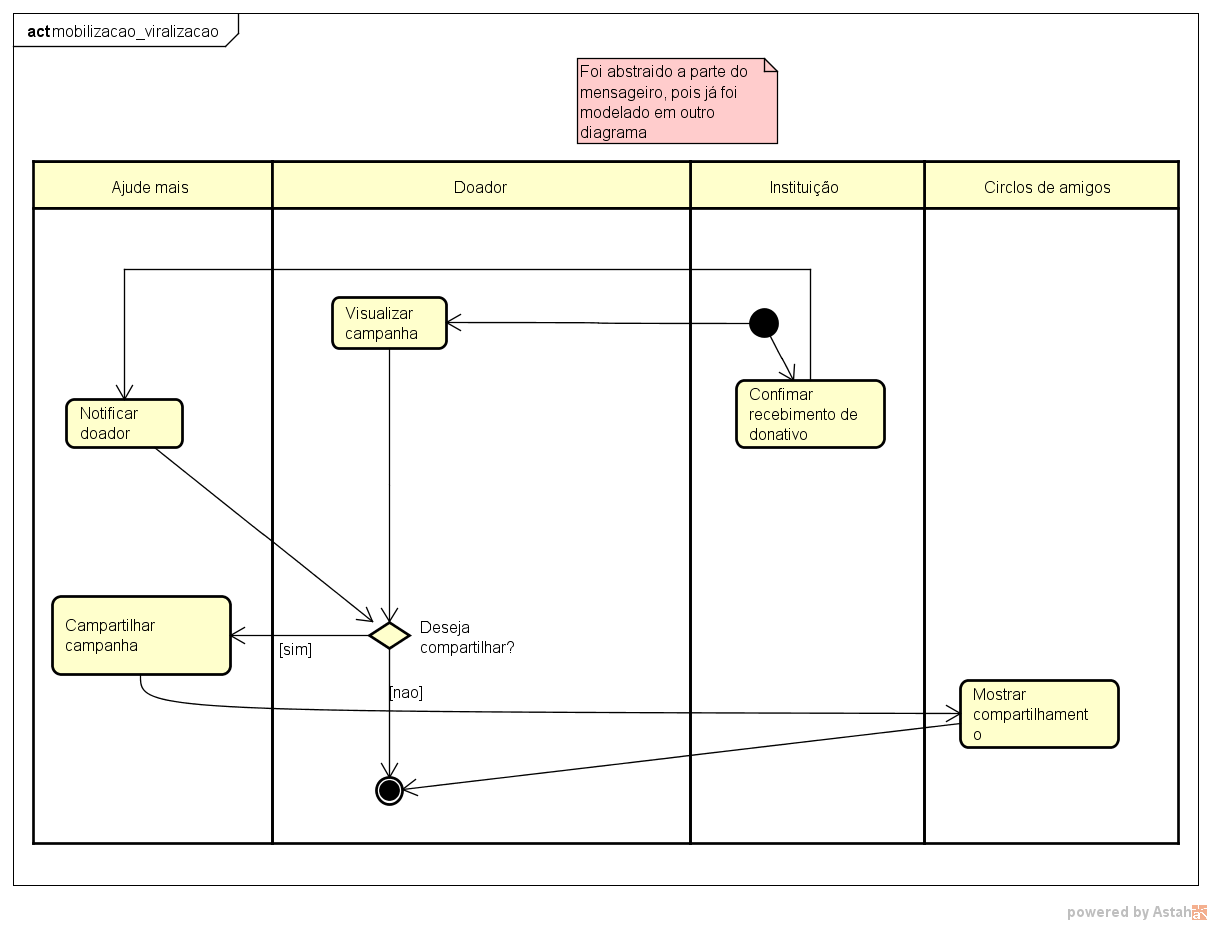 act mobilizacao_viralizacao
Foi abstraido a parte do
mensageiro, pois já foi
modelado em outro
diagrama
Ajude mais
Doador
Instituição
Circlos de amigos
Visualizar
campanha
Confimar
recebimento de
donativo
Notificar
doador
Campartilhar
campanha
[sim]
Deseja
compartilhar?
[nao]
Mostrar
compartilhament
o
powered by Astah